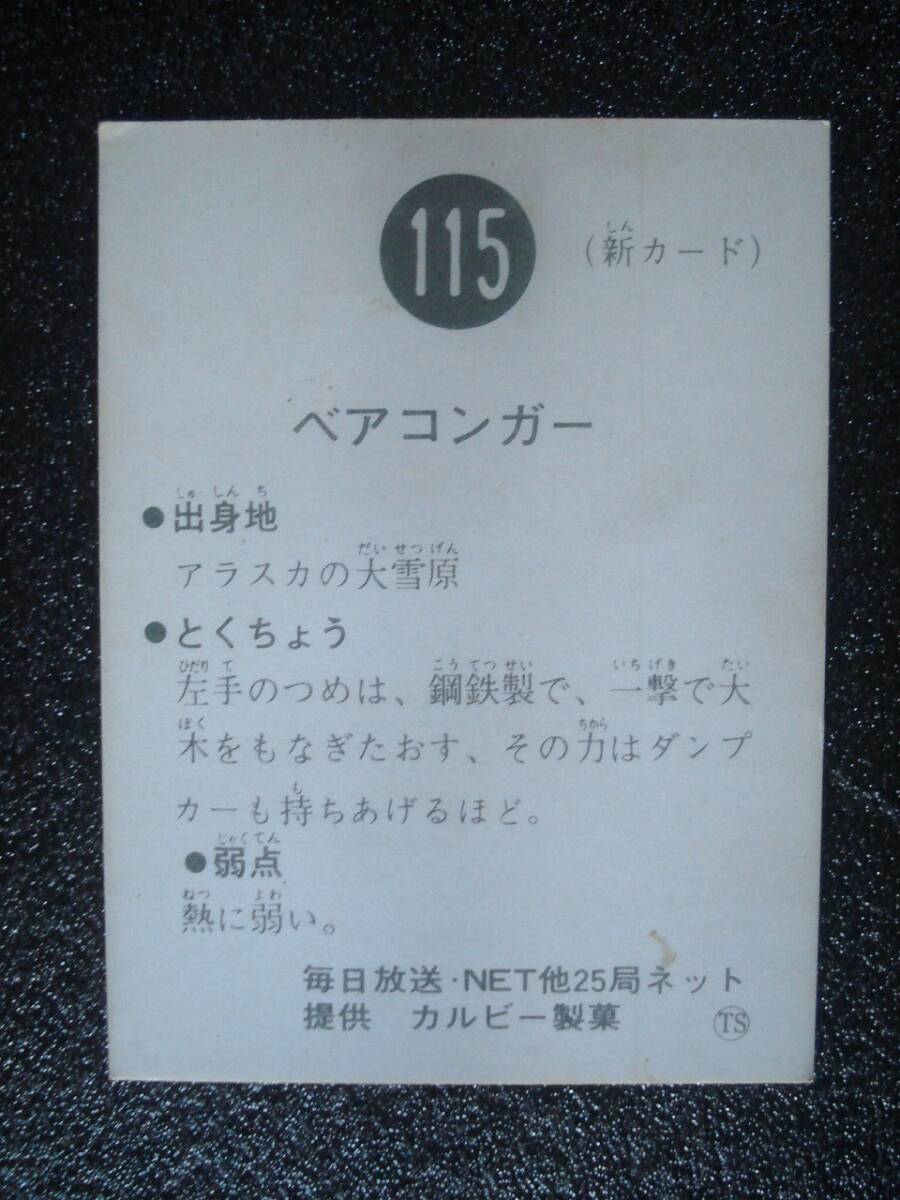 115 (新カード)
ベアコンガー
●出身地
アラスカの大雪原
●とくちょう
左手のつめは、鋼鉄製で、一撃で大
木をもなぎたおす、その力はダンプ
カーも持ちあげるほど。
●弱点
熱に弱い。
毎日放送·NET他25局ネット
提供 カルビー製菓 TS